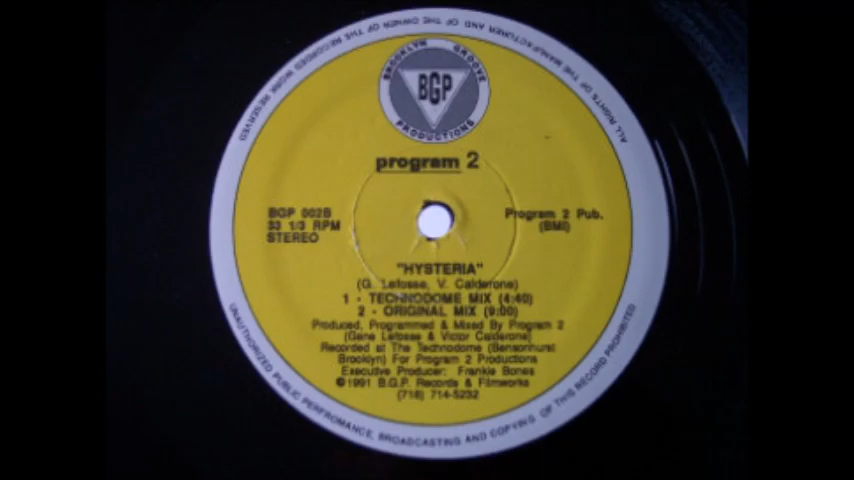 BROOKLYN GROOVE
BGP
PRODUCTIONS
program 2
BGP 002B
33 1/3 RPM
STEREO
Program 2 Pub.
(BMI)
"HYSTERIA"
(G. Lefosse, V. Calderone)
1 - TECHNODOME MIX (4:40)
2 - ORIGINAL MIX (9:00)
Produced, Programmed & Mixed By Program 2
(Gene Lefosse & Victor Calderone)
Recorded at The Technodome (Bensonhurst
Brooklyn) For Program 2 Productions
Executive Producer: Frankie Bones
©1991 B.G.P. Records & Filmworks
(718) 714-5232
ALL RIGHTS OF THE MANUFACTURER AND OF THE OWNER OF THE RECORDED WORK RESERVED
UNAUTHORIZED PUBLIC PERFROMANCE, BROADCASTING AND COPYING OF THIS RECORD PROHIBITED